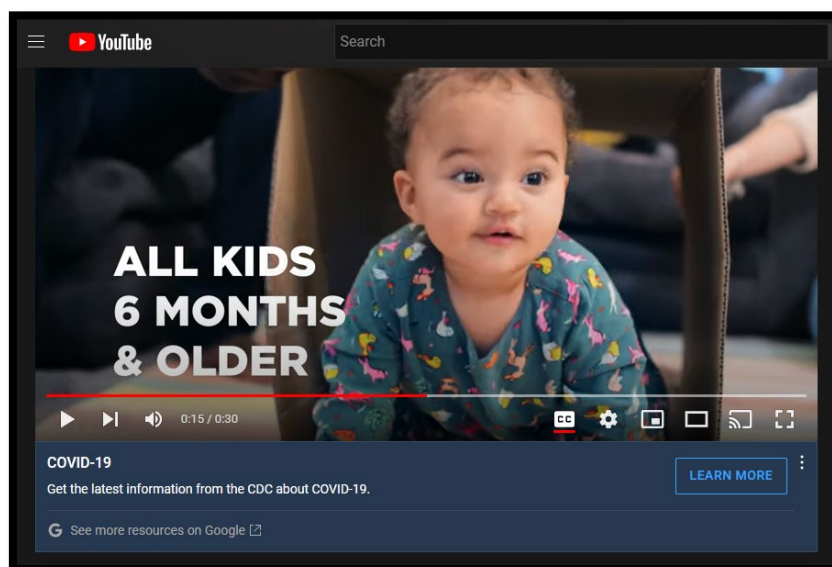 YouTube
Search
ALL KIDS
6 MONTHS
& OLDER
0:15 / 0:30
CC
COVID-19
Get the latest information from the CDC about COVID-19.
LEARN MORE
G See more resources on Google